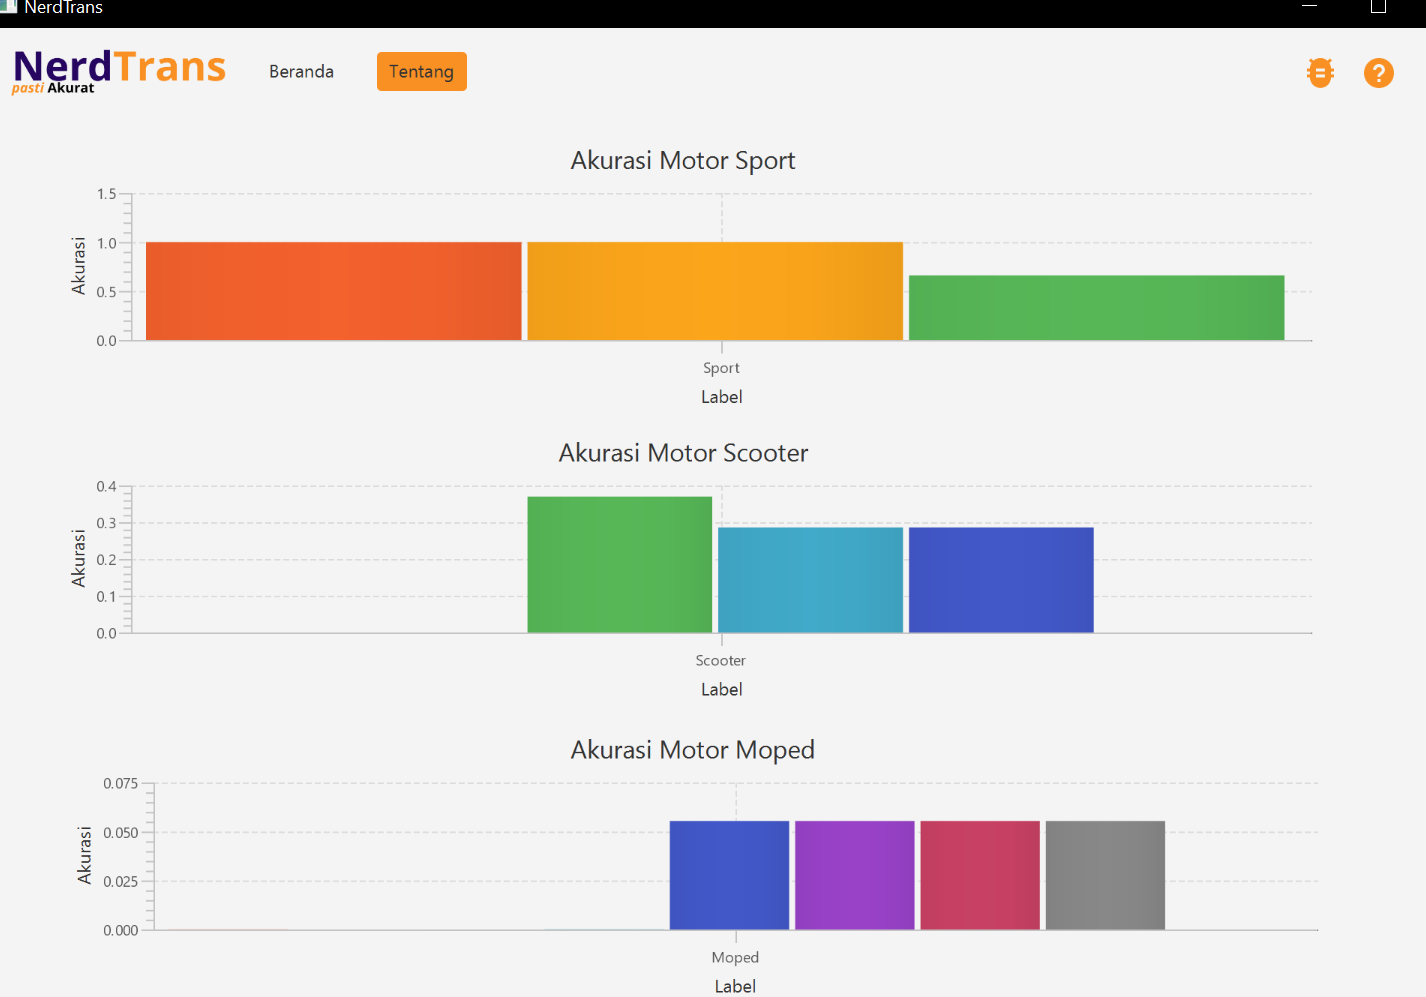 NerdTrans
NerdTrans
pasti Akurat
Beranda
Tentang
?
Akurasi Motor Sport
1.5
1.0
0.5
0.0
Akurasi
Sport
Label
Akurasi Motor Scooter
0.4
0.3
0.2
0.1
0.0
Akurasi
Scooter
Label
Akurasi Motor Moped
0.075
0.050
0.025
0.000
Akurasi
Moped
Label